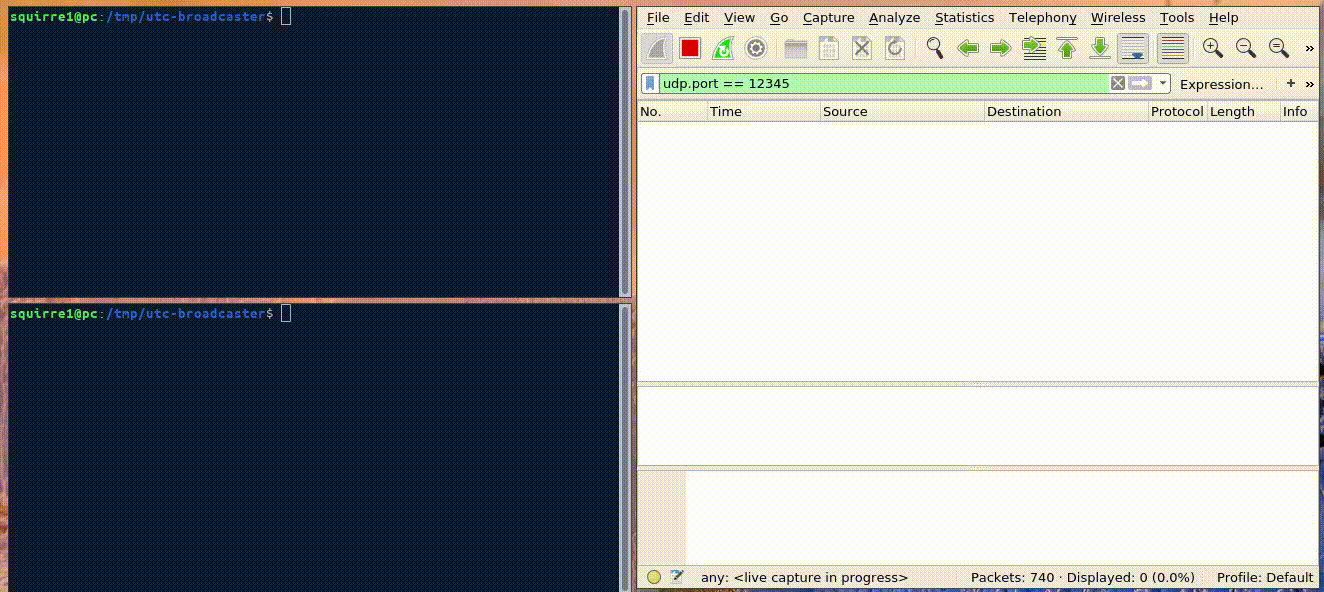 squirre1@pc:/tmp/utc-broadcaster$
squirre1@pc:/tmp/utc-broadcaster$
File Edit View Go Capture Analyze Statistics Telephony Wireless Tools Help
»
udp.port == 12345 Expression… + »
No. Time Source Destination Protocol Length Info
any: <live capture in progress> Packets: 740 · Displayed: 0 (0.0%) Profile: Default